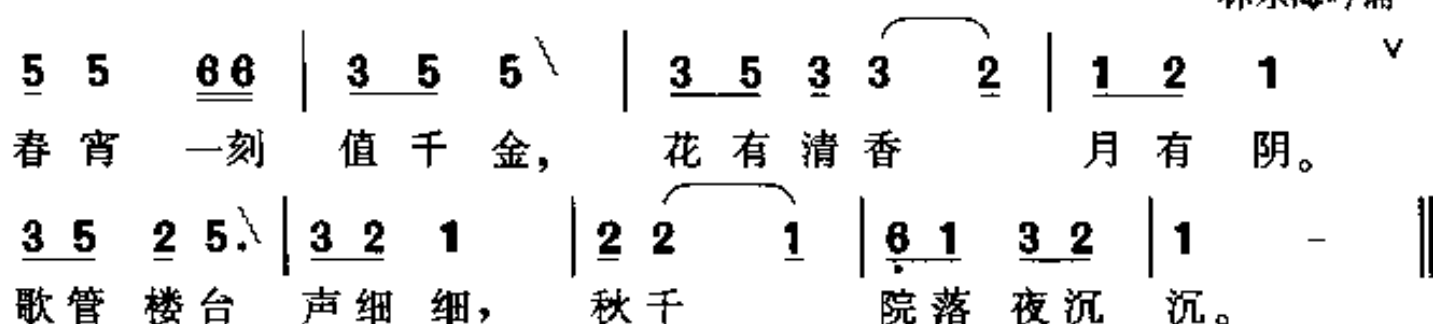 5 5 66 | 3 5 5 | 3 5 3 3 2 | 1 2 1 ∨
春宵 一刻 值千金, 花有清香 月有阴。
3 5 2 5. | 3 2 1 | 2 2 1 | 6 1 3 2 | 1 - ‖
歌管楼台 声细细, 秋千 院落夜沉 沉。